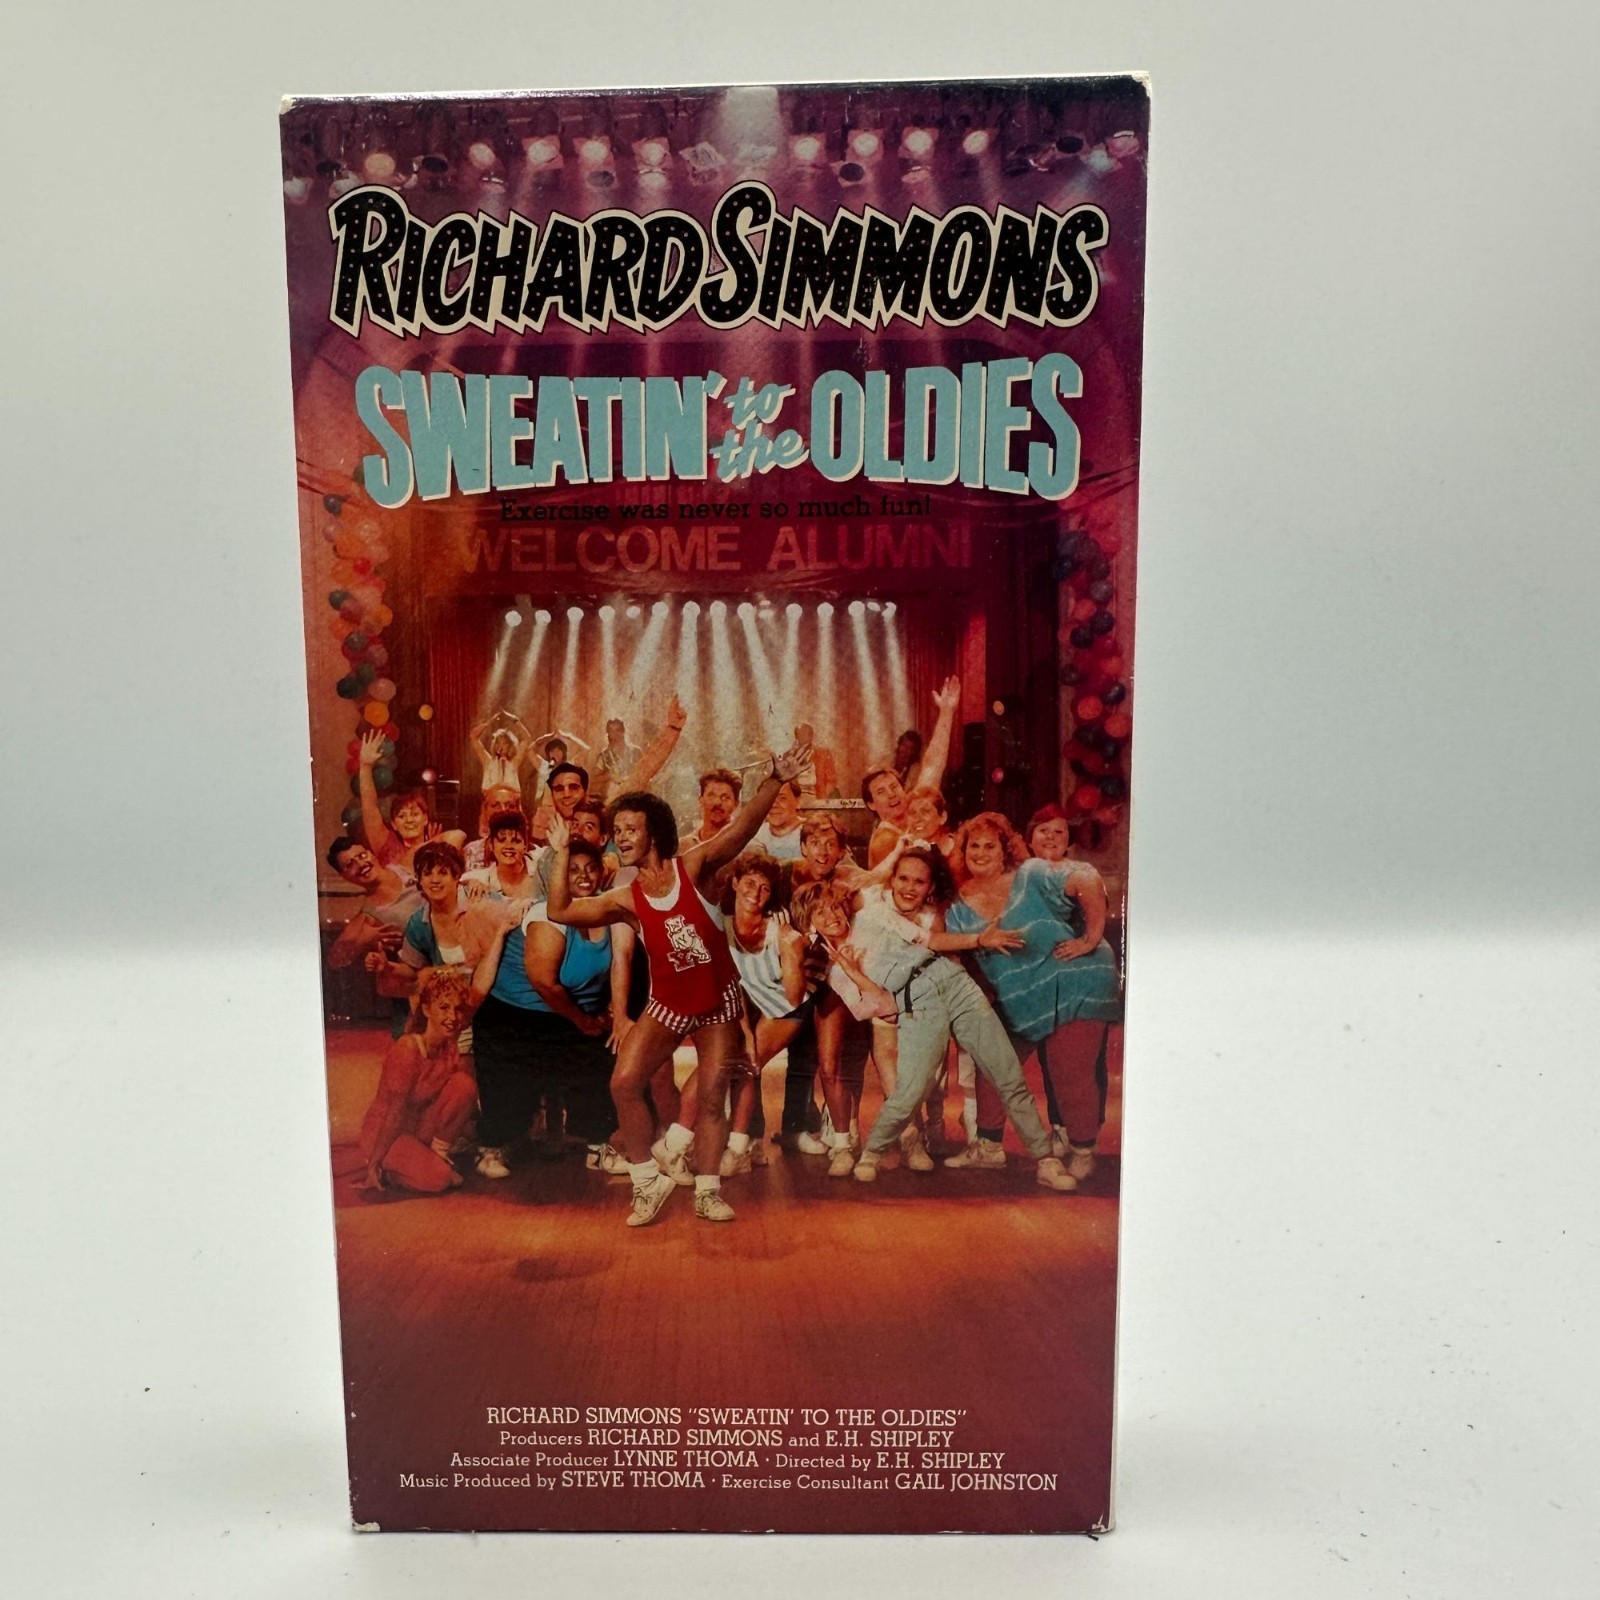 RICHARD SIMMONS
SWEATIN' to the OLDIES
Exercise was never so much fun!
WELCOME ALUMNI
RICHARD SIMMONS "SWEATIN' TO THE OLDIES"
Producers RICHARD SIMMONS and E.H. SHIPLEY
Associate Producer LYNNE THOMA · Directed by E.H. SHIPLEY
Music Produced by STEVE THOMA · Exercise Consultant GAIL JOHNSTON